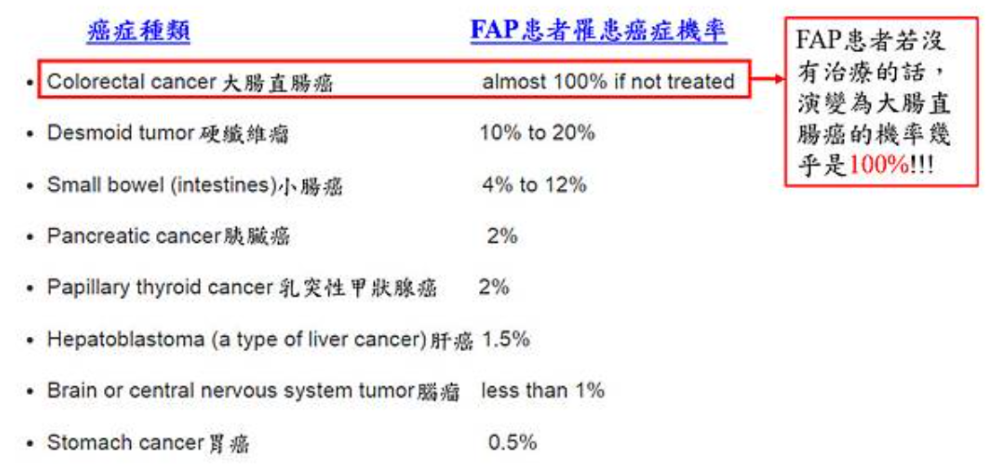 癌症種類 FAP患者罹患癌症機率
• Colorectal cancer 大腸直腸癌 almost 100% if not treated
• Desmoid tumor 硬纖維瘤 10% to 20%
• Small bowel (intestines)小腸癌 4% to 12%
• Pancreatic cancer胰臟癌 2%
• Papillary thyroid cancer 乳突性甲狀腺癌 2%
• Hepatoblastoma (a type of liver cancer)肝癌 1.5%
• Brain or central nervous system tumor腦瘤 less than 1%
• Stomach cancer胃癌 0.5%
FAP患者若沒
有治療的話，
演變為大腸直
腸癌的機率幾
乎是100%!!!